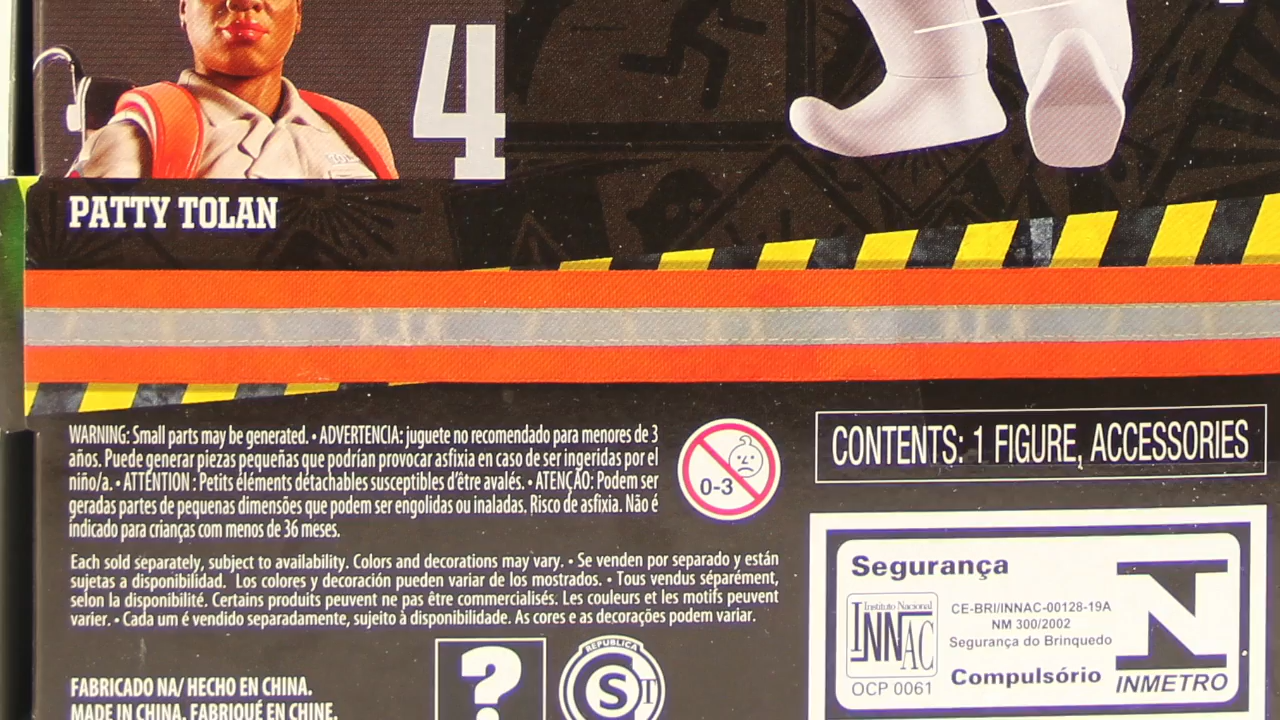 4
PATTY TOLAN
WARNING: Small parts may be generated. • ADVERTENCIA: juguete no recomendado para menores de 3
años. Puede generar piezas pequeñas que podrían provocar asfixia en caso de ser ingeridas por el
niño/a. • ATTENTION : Petits éléments détachables susceptibles d'être avalés. • ATENÇÃO: Podem ser
geradas partes de pequenas dimensões que podem ser engolidas ou inaladas. Risco de asfixia. Não é
indicado para crianças com menos de 36 meses.
0-3
CONTENTS: 1 FIGURE, ACCESSORIES
Each sold separately, subject to availability. Colors and decorations may vary. • Se venden por separado y están
sujetas a disponibilidad. Los colores y decoración pueden variar de los mostrados. • Tous vendus séparément,
selon la disponibilité. Certains produits peuvent ne pas être commercialisés. Les couleurs et les motifs peuvent
varier. • Cada um é vendido separadamente, sujeito à disponibilidade. As cores e as decorações podem variar.
FABRICADO NA/ HECHO EN CHINA.
MADE IN CHINA. FABRIQUÉ EN CHINE.
?
REPUBLICA
ST
Segurança
Instituto Nacional
INNAC
OCP 0061
CE-BRI/INNAC-00128-19A
NM 300/2002
Segurança do Brinquedo
Compulsório
N
INMETRO